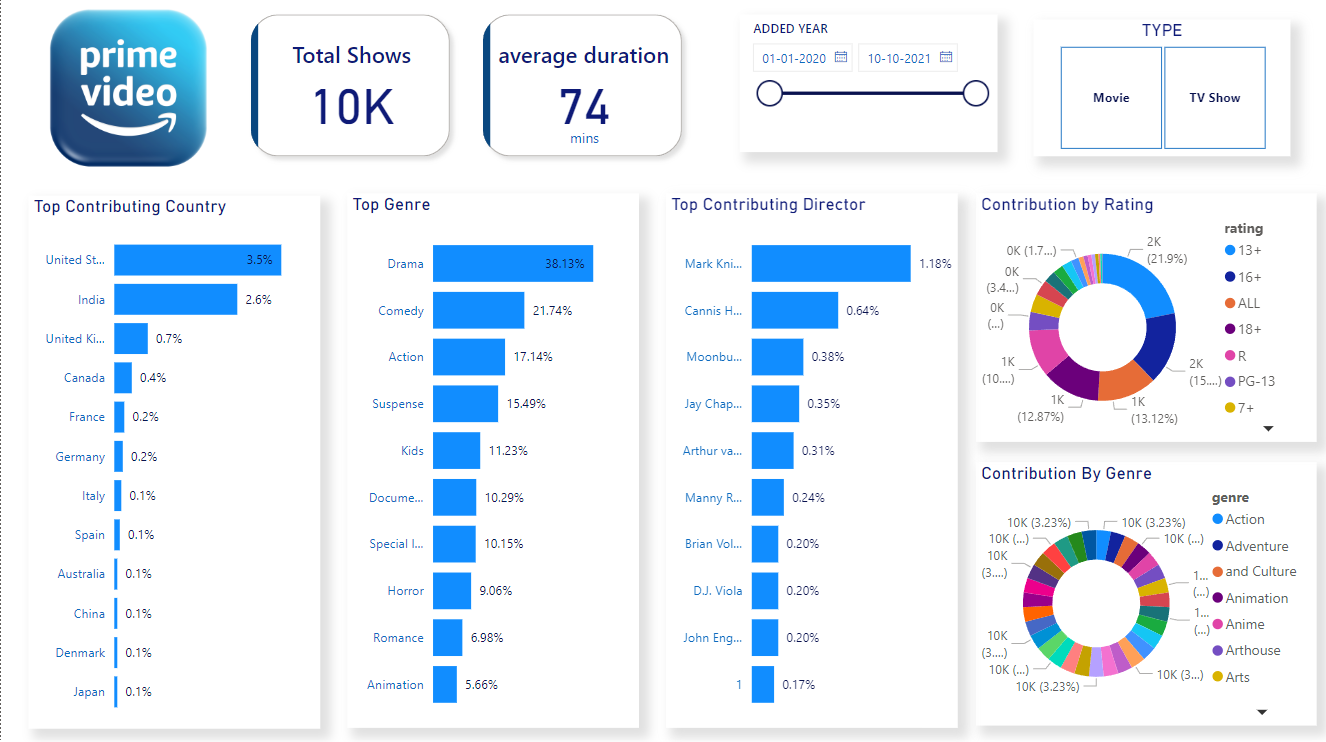 prime
video
Total Shows
10K
average duration
74
mins
ADDED YEAR
01-01-2020
10-10-2021
TYPE
Movie
TV Show
Top Contributing Country
United St... 3.5%
India 2.6%
United Ki... 0.7%
Canada 0.4%
France 0.2%
Germany 0.2%
Italy 0.1%
Spain 0.1%
Australia 0.1%
China 0.1%
Denmark 0.1%
Japan 0.1%
Top Genre
Drama 38.13%
Comedy 21.74%
Action 17.14%
Suspense 15.49%
Kids 11.23%
Docume... 10.29%
Special I... 10.15%
Horror 9.06%
Romance 6.98%
Animation 5.66%
Top Contributing Director
Mark Kni... 1.18%
Cannis H... 0.64%
Moonbu... 0.38%
Jay Chap... 0.35%
Arthur va... 0.31%
Manny R... 0.24%
Brian Vol... 0.20%
D.J. Viola 0.20%
John Eng... 0.20%
1 0.17%
Contribution by Rating
2K
(21.9%)
2K
(15....)
1K
(13.12%)
1K
(12.87%)
1K
(10....)
0K
(...)
0K
(3.4...)
0K (1.7...)
rating
13+
16+
ALL
18+
R
PG-13
7+
Contribution By Genre
10K (3.23%)
10K (...)
1...
(...)
1...
(...)
10K (3...)
10K (3.23%)
10K (...)
10K
(3....)
10K
(3....)
10K (...)
10K (3.23%)
genre
Action
Adventure
and Culture
Animation
Anime
Arthouse
Arts